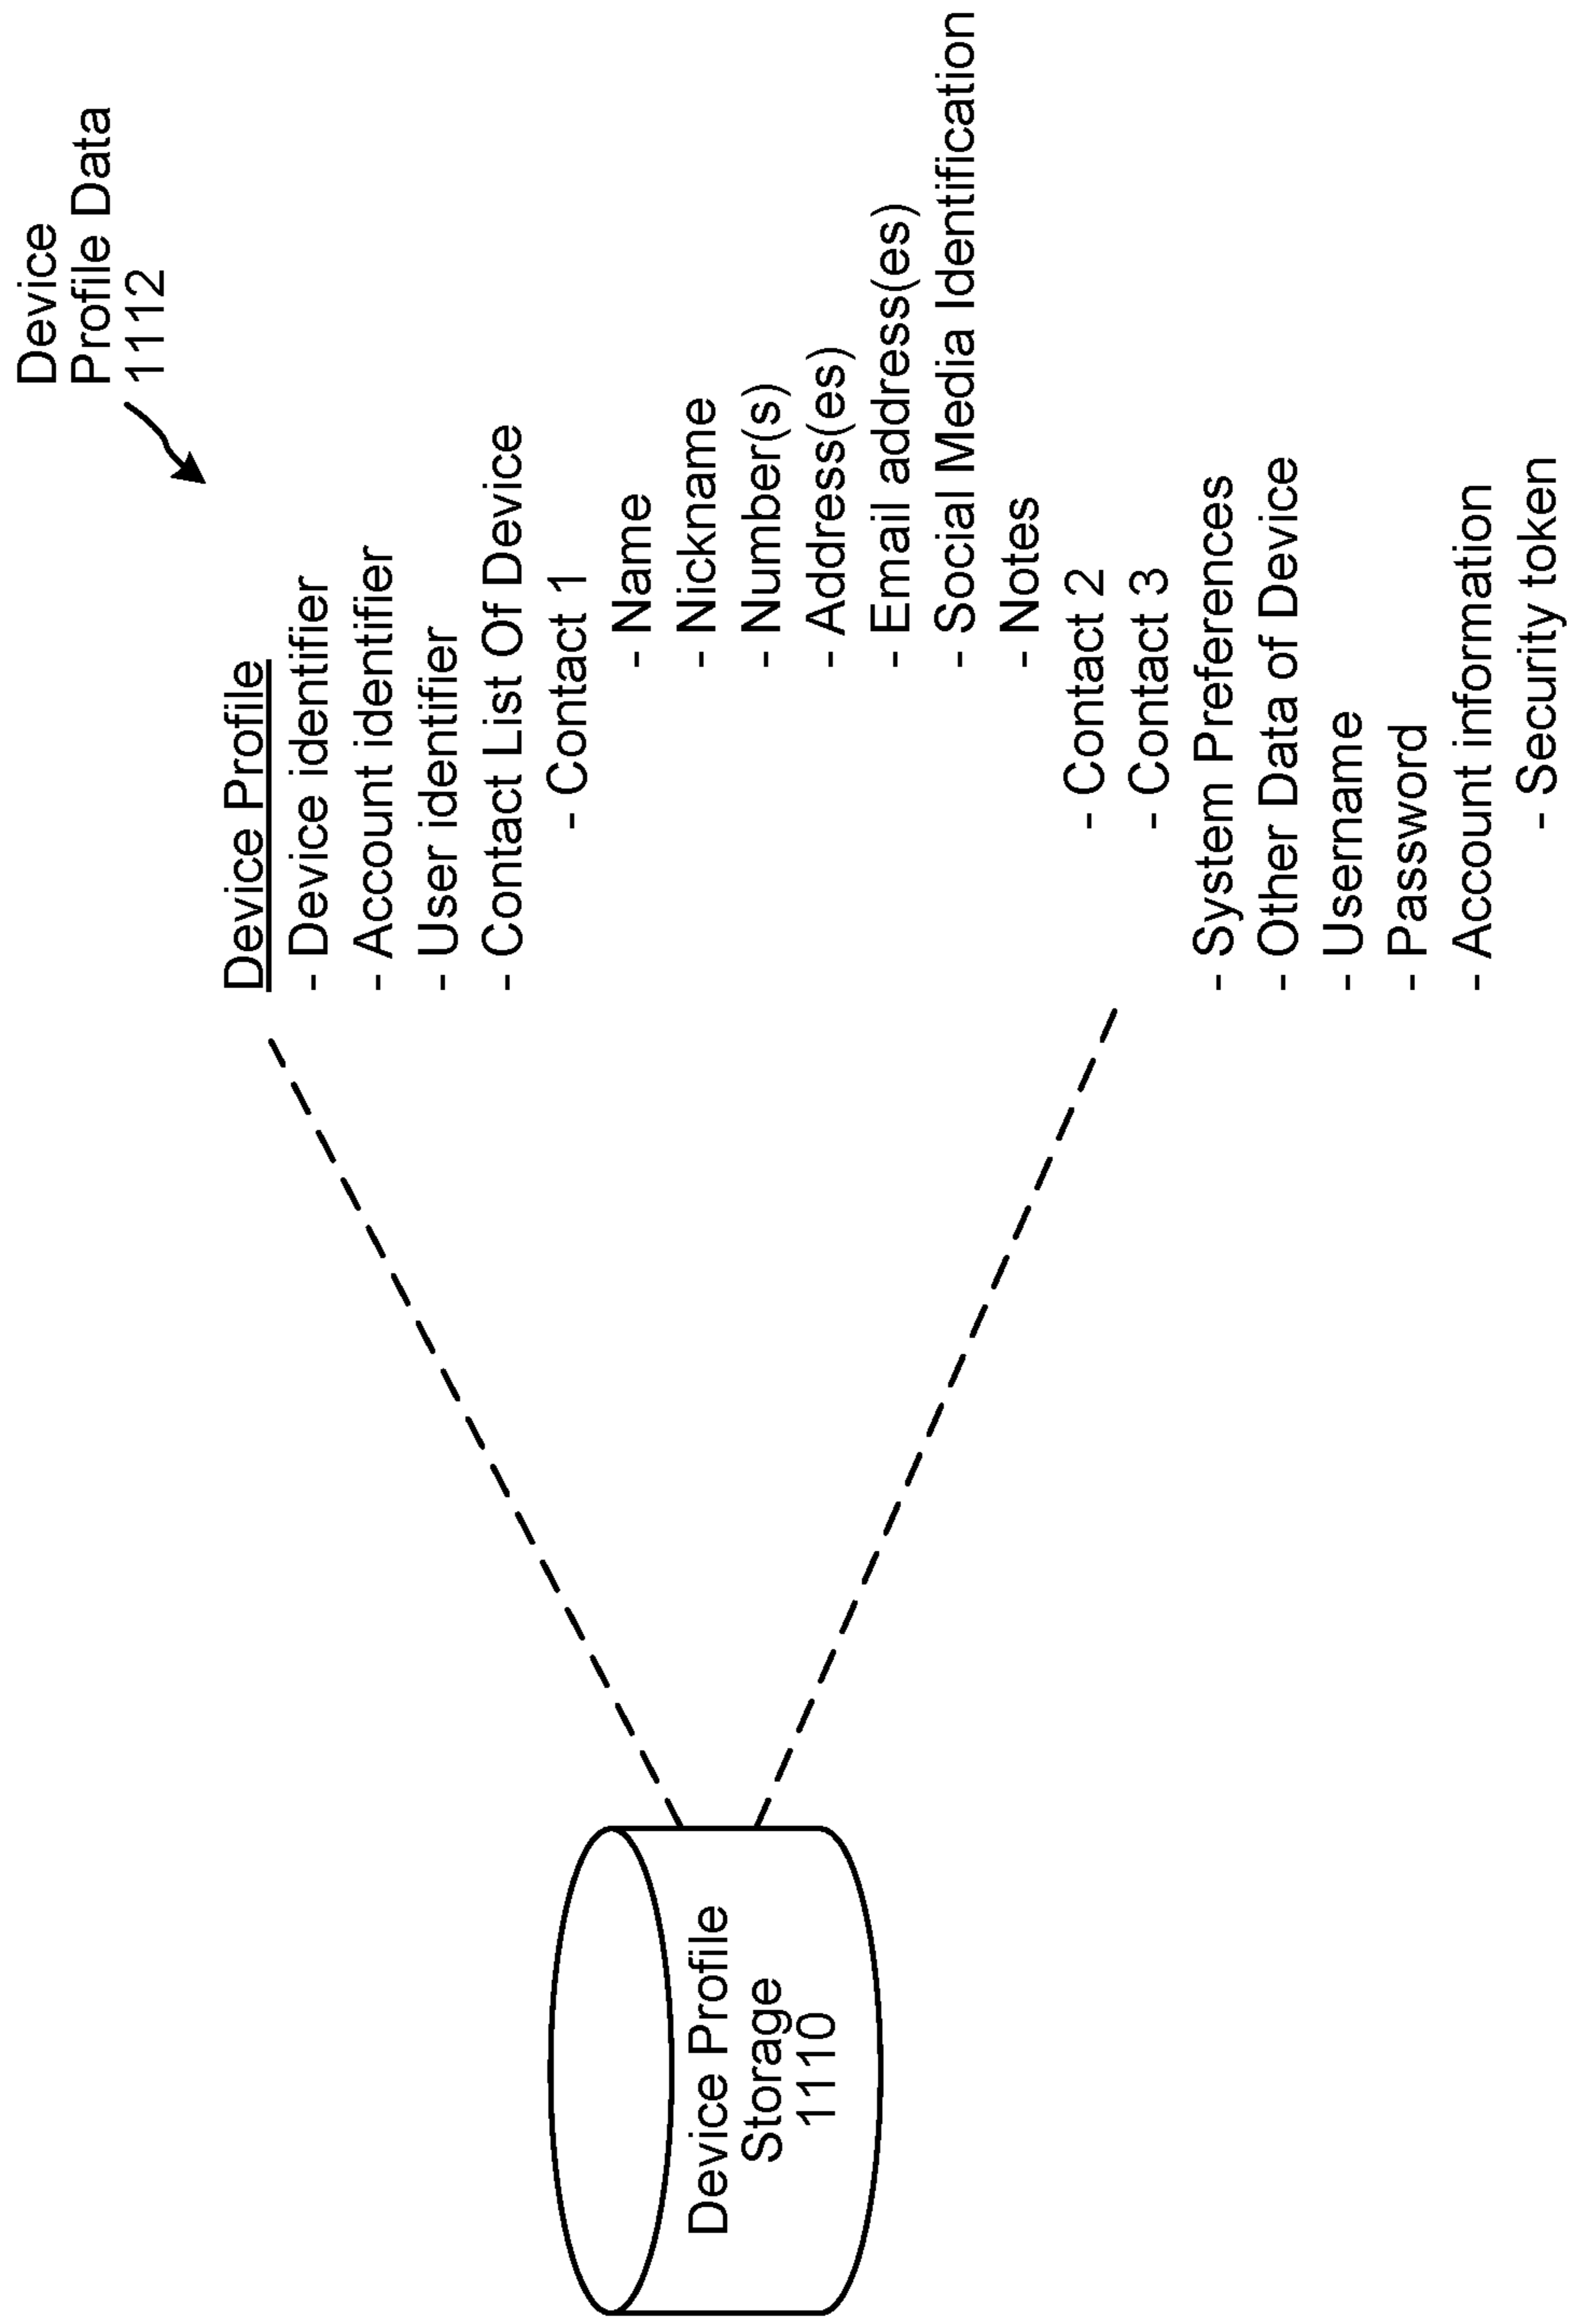 Device
Profile Data
1112
Device Profile
- Device identifier
- Account identifier
- User identifier
- Contact List Of Device
- Contact 1
- Name
- Nickname
- Number(s)
- Address(es)
- Email address(es)
- Social Media Identification
- Notes
- Contact 2
- Contact 3
- System Preferences
- Other Data of Device
- Username
- Password
- Account information
- Security token
Device Profile
Storage
1110